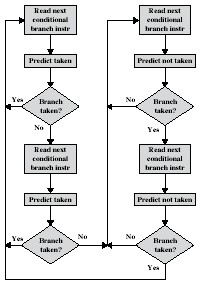 Read next
conditional
branch instr
Predict taken
Yes
Branch
taken?
No
Read next
conditional
branch instr
Predict taken
Yes
Branch
taken?
No
Read next
conditional
branch instr
Predict not taken
No
Branch
taken?
Yes
Read next
conditional
branch instr
Predict not taken
No
Branch
taken?
Yes